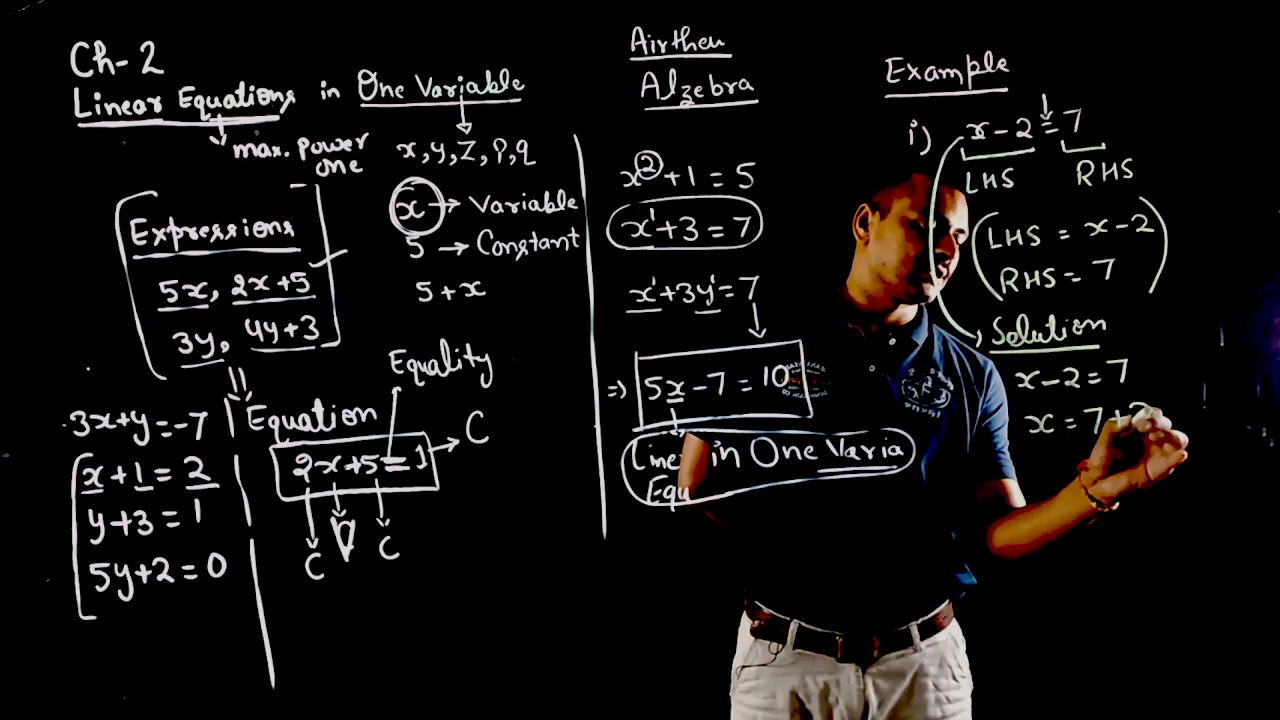 Ch-2
Linear Equations in One Variable
max. power
one
x, y, z, p, q
x → Variable
5 → Constant
5+x
Expressions
5x, 2x+5
3y, 4y+3
Equality
3x+y=-7
x+1=2
y+3=1
5y+2=0
Equation
2x+5=1
C
C V C
Airthem
Alzebra
x²+1=5
x¹+3=7
x¹+3y¹=7
⇒ 5x-7=10
in One Varia
Equ
Example
i) x-2=7
LHS RHS
LHS = x-2
RHS = 7
Solution
x-2=7
x=7+